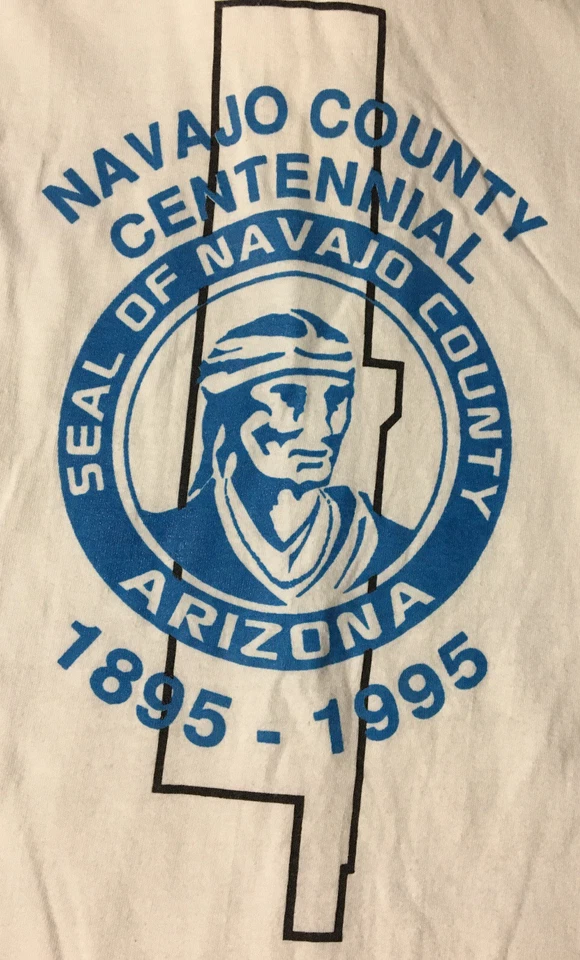 NAVAJO COUNTY
CENTENNIAL
SEAL OF NAVAJO COUNTY
ARIZONA
1895 - 1995